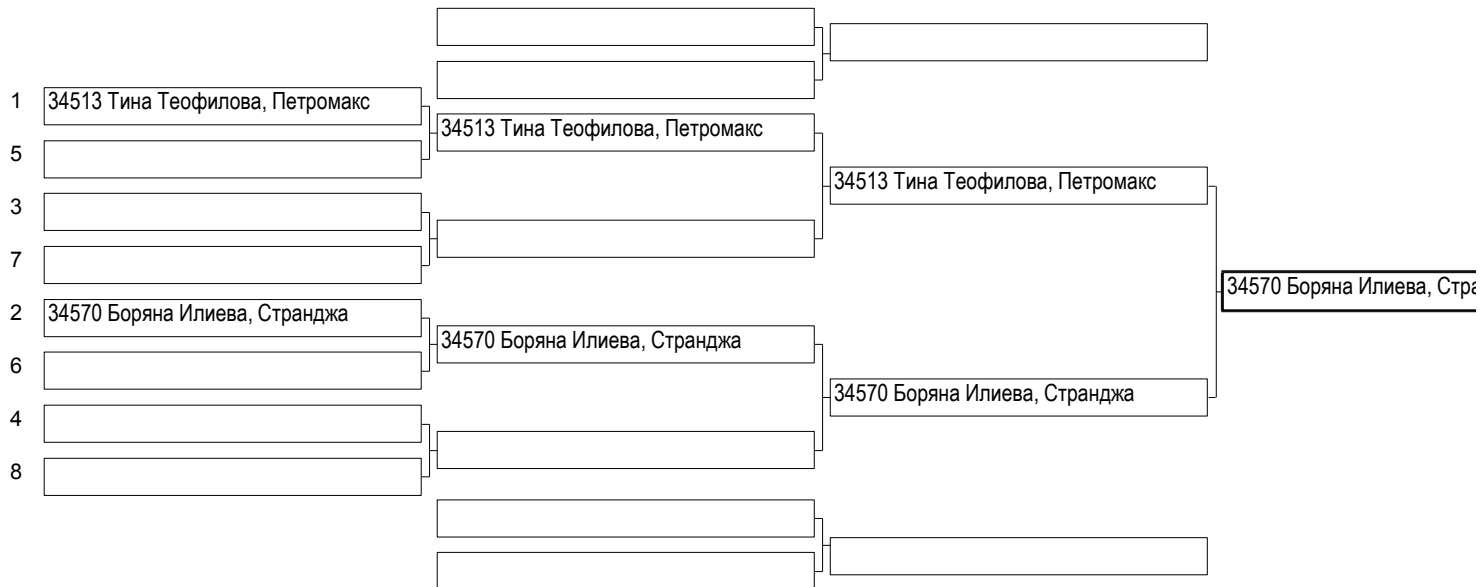 1 34513 Тина Теофилова, Петромакс
34513 Тина Теофилова, Петромакс
5
34513 Тина Теофилова, Петромакс
3
7
34570 Боряна Илиева, Стра
2 34570 Боряна Илиева, Странджа
34570 Боряна Илиева, Странджа
6
34570 Боряна Илиева, Странджа
4
8